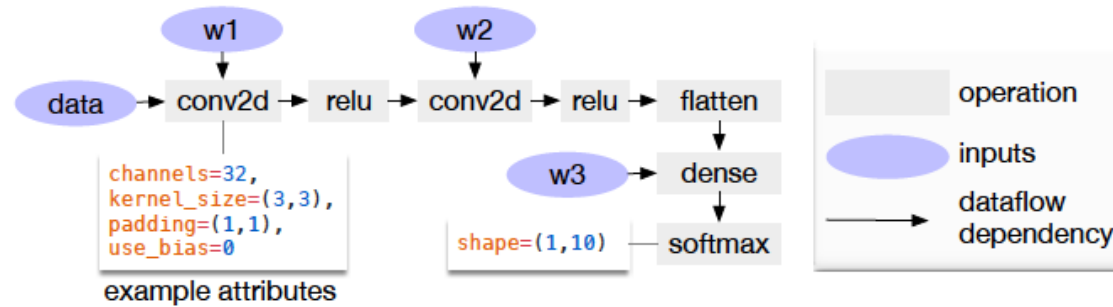 w1
w2
data
conv2d
relu
conv2d
relu
flatten
w3
dense
softmax
channels=32,
kernel_size=(3,3),
padding=(1,1),
use_bias=0
example attributes
shape=(1,10)
operation
inputs
dataflow
dependency